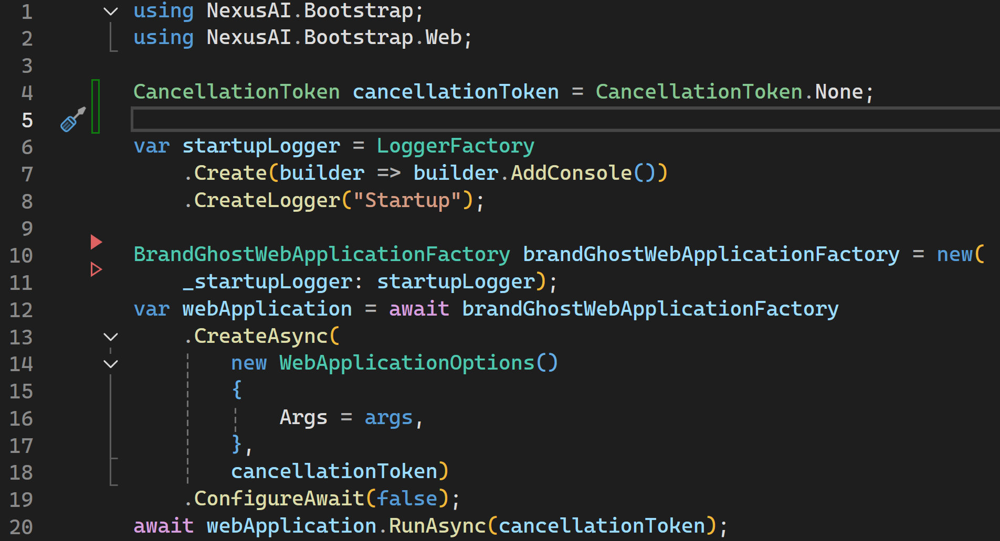 1 using NexusAI.Bootstrap;
2 using NexusAI.Bootstrap.Web;
3
4 CancellationToken cancellationToken = CancellationToken.None;
5
6 var startupLogger = LoggerFactory
7     .Create(builder => builder.AddConsole())
8     .CreateLogger("Startup");
9
10 BrandGhostWebApplicationFactory brandGhostWebApplicationFactory = new(
11     _startupLogger: startupLogger);
12 var webApplication = await brandGhostWebApplicationFactory
13     .CreateAsync(
14         new WebApplicationOptions()
15         {
16             Args = args,
17         },
18         cancellationToken)
19     .ConfigureAwait(false);
20 await webApplication.RunAsync(cancellationToken);